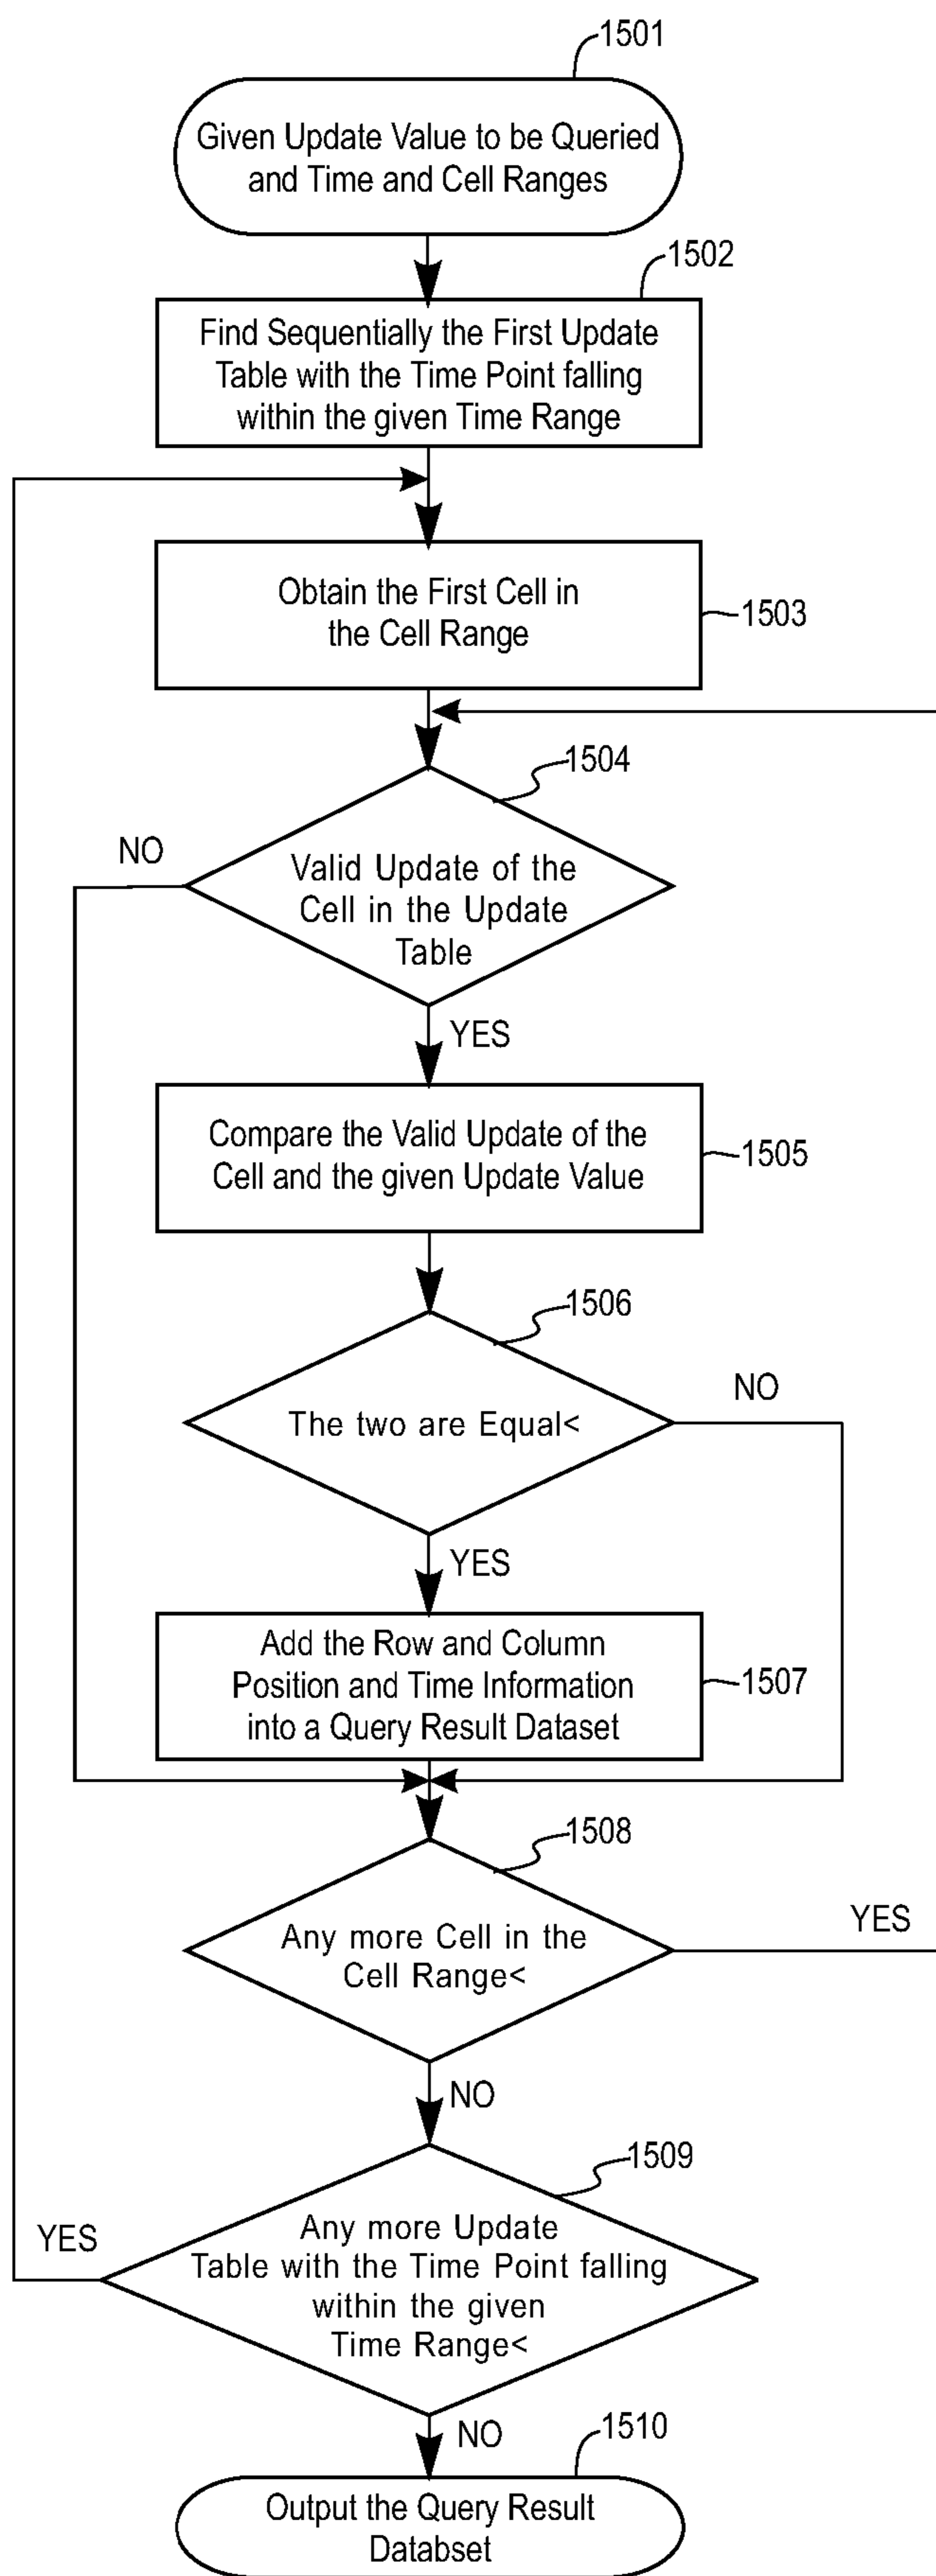 1501
Given Update Value to be Queried
and Time and Cell Ranges
1502
Find Sequentially the First Update
Table with the Time Point falling
within the given Time Range
Obtain the First Cell in
the Cell Range
1503
1504
NO
Valid Update of the
Cell in the Update
Table
YES
Compare the Valid Update of the
Cell and the given Update Value
1505
1506
NO
The two are Equal<
YES
Add the Row and Column
Position and Time Information
into a Query Result Dataset
1507
1508
YES
Any more Cell in the
Cell Range<
NO
1509
YES
Any more Update
Table with the Time Point falling
within the given
Time Range<
NO
1510
Output the Query Result
Databset